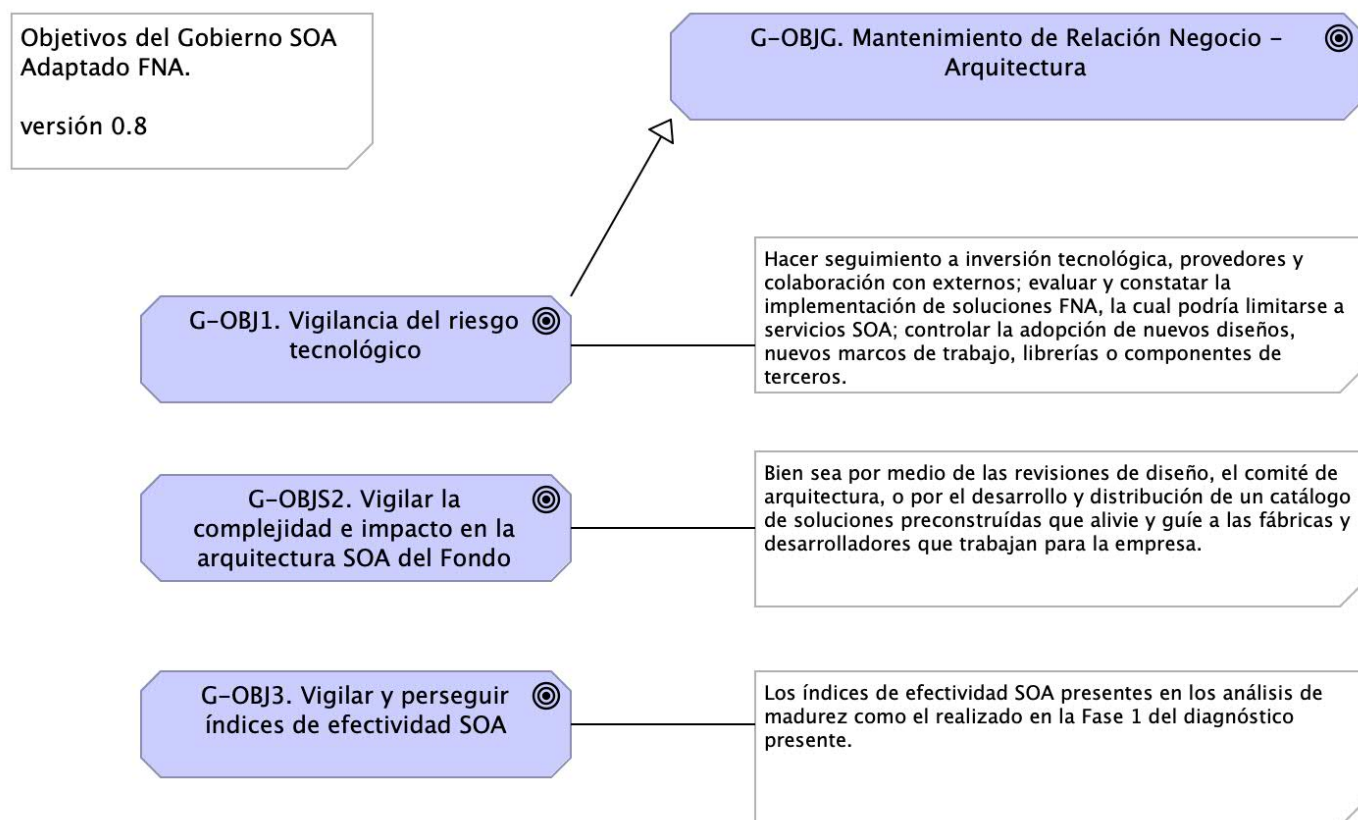 Objetivos del Gobierno SOA
Adaptado FNA.
versión 0.8
G-OBJG. Mantenimiento de Relación Negocio -
Arquitectura
G-OBJ1. Vigilancia del riesgo
tecnológico
Hacer seguimiento a inversión tecnológica, provedores y
colaboración con externos; evaluar y constatar la
implementación de soluciones FNA, la cual podría limitarse a
servicios SOA; controlar la adopción de nuevos diseños,
nuevos marcos de trabajo, librerías o componentes de
terceros.
G-OBJS2. Vigilar la
complejidad e impacto en la
arquitectura SOA del Fondo
Bien sea por medio de las revisiones de diseño, el comité de
arquitectura, o por el desarrollo y distribución de un catálogo
de soluciones preconstruídas que alivie y guíe a las fábricas y
desarrolladores que trabajan para la empresa.
G-OBJ3. Vigilar y perseguir
índices de efectividad SOA
Los índices de efectividad SOA presentes en los análisis de
madurez como el realizado en la Fase 1 del diagnóstico
presente.